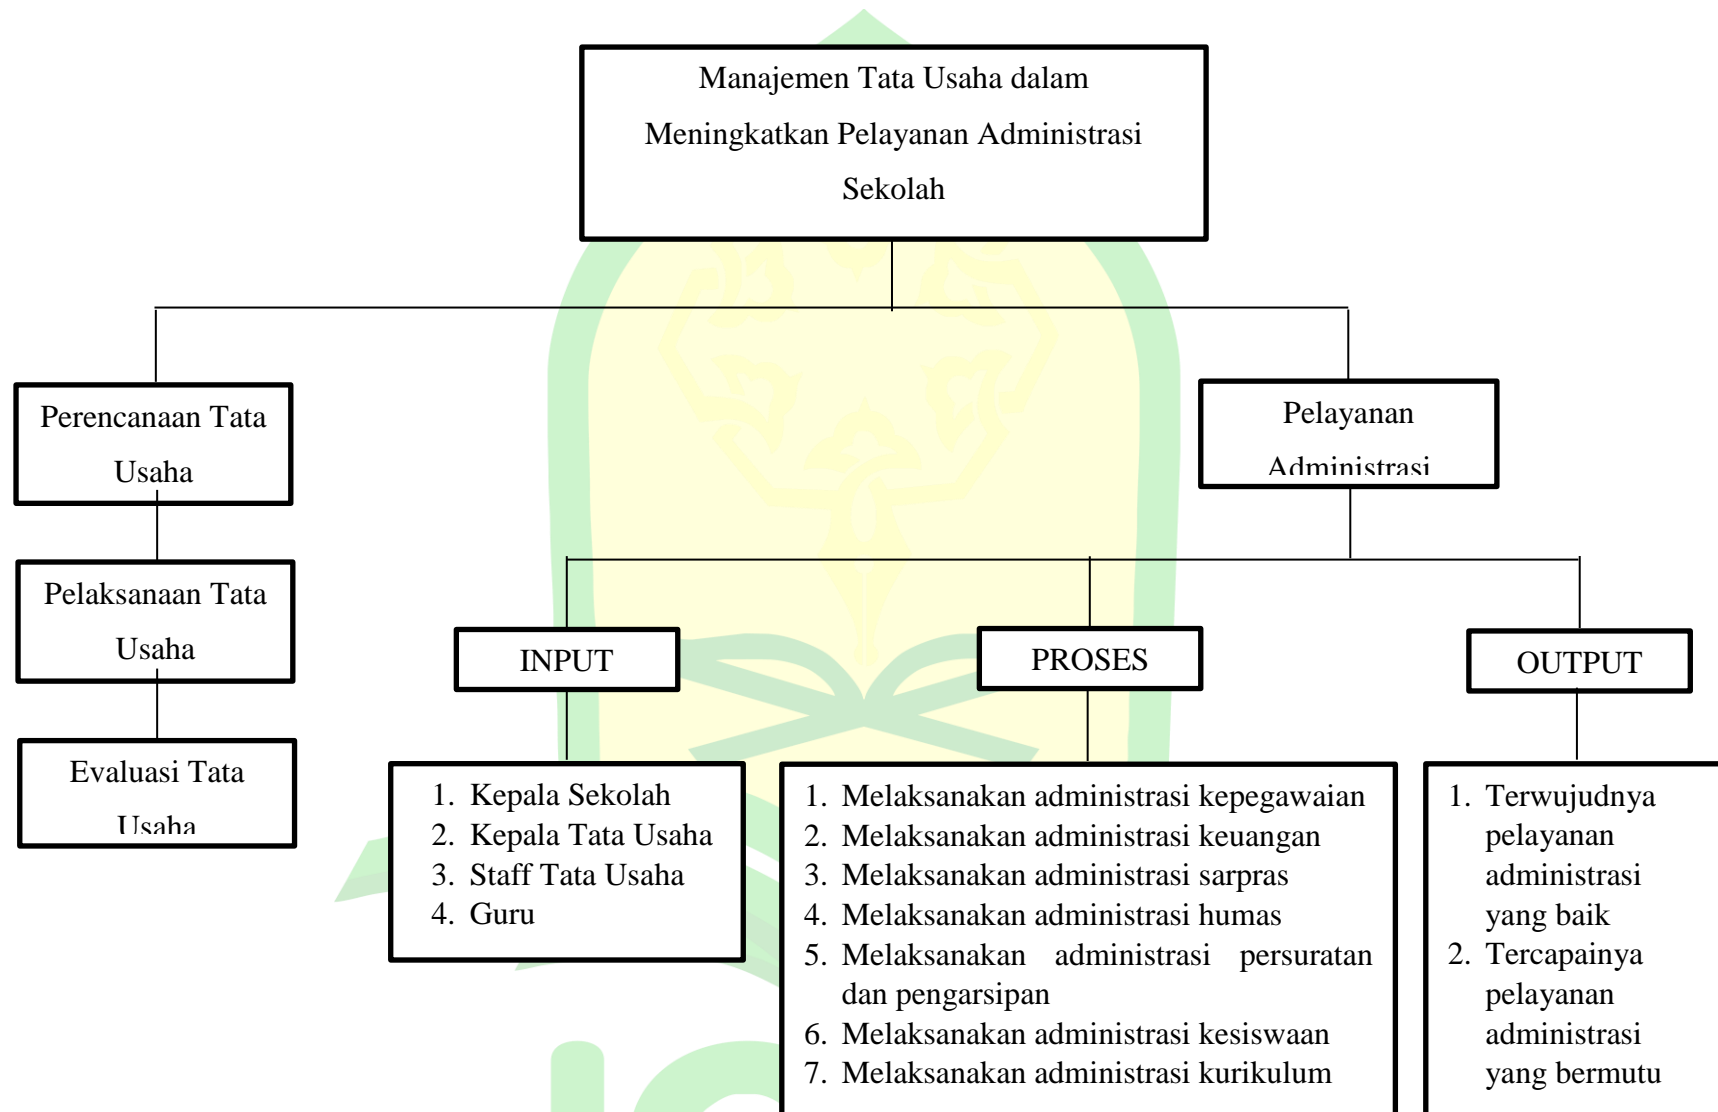 Manajemen Tata Usaha dalam
Meningkatkan Pelayanan Administrasi
Sekolah
Perencanaan Tata
Usaha
Pelayanan
Administrasi
Pelaksanaan Tata
Usaha
INPUT
PROSES
OUTPUT
Evaluasi Tata
Usaha
1. Kepala Sekolah
2. Kepala Tata Usaha
3. Staff Tata Usaha
4. Guru
1. Melaksanakan administrasi kepegawaian
2. Melaksanakan administrasi keuangan
3. Melaksanakan administrasi sarpras
4. Melaksanakan administrasi humas
5. Melaksanakan administrasi persuratan
dan pengarsipan
6. Melaksanakan administrasi kesiswaan
7. Melaksanakan administrasi kurikulum
1. Terwujudnya
pelayanan
administrasi
yang baik
2. Tercapainya
pelayanan
administrasi
yang bermutu